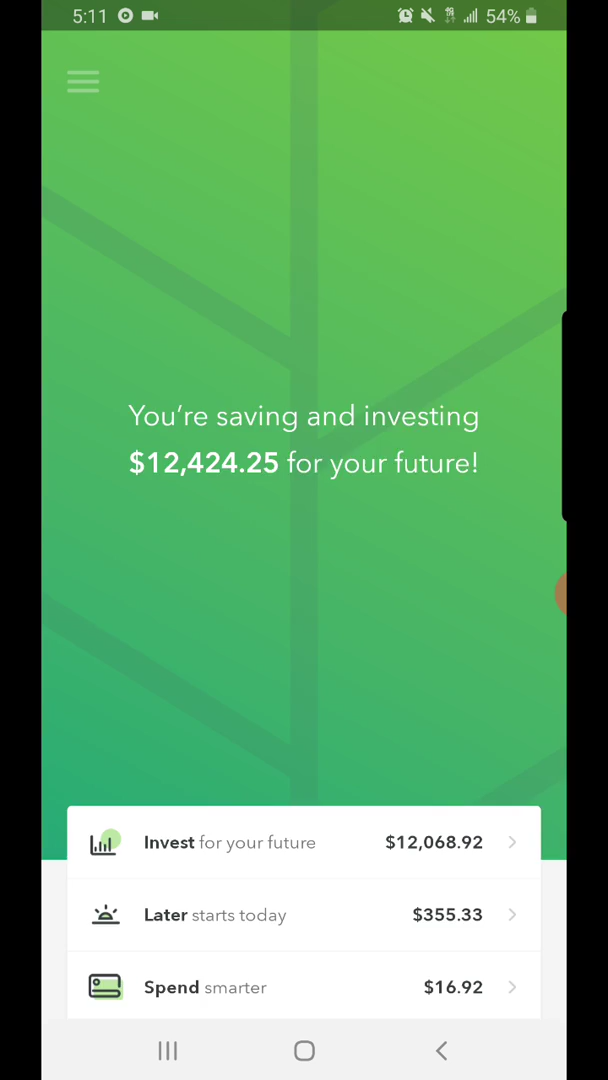 5:11 54%
You’re saving and investing
$12,424.25 for your future!
Invest for your future $12,068.92
Later starts today $355.33
Spend smarter $16.92